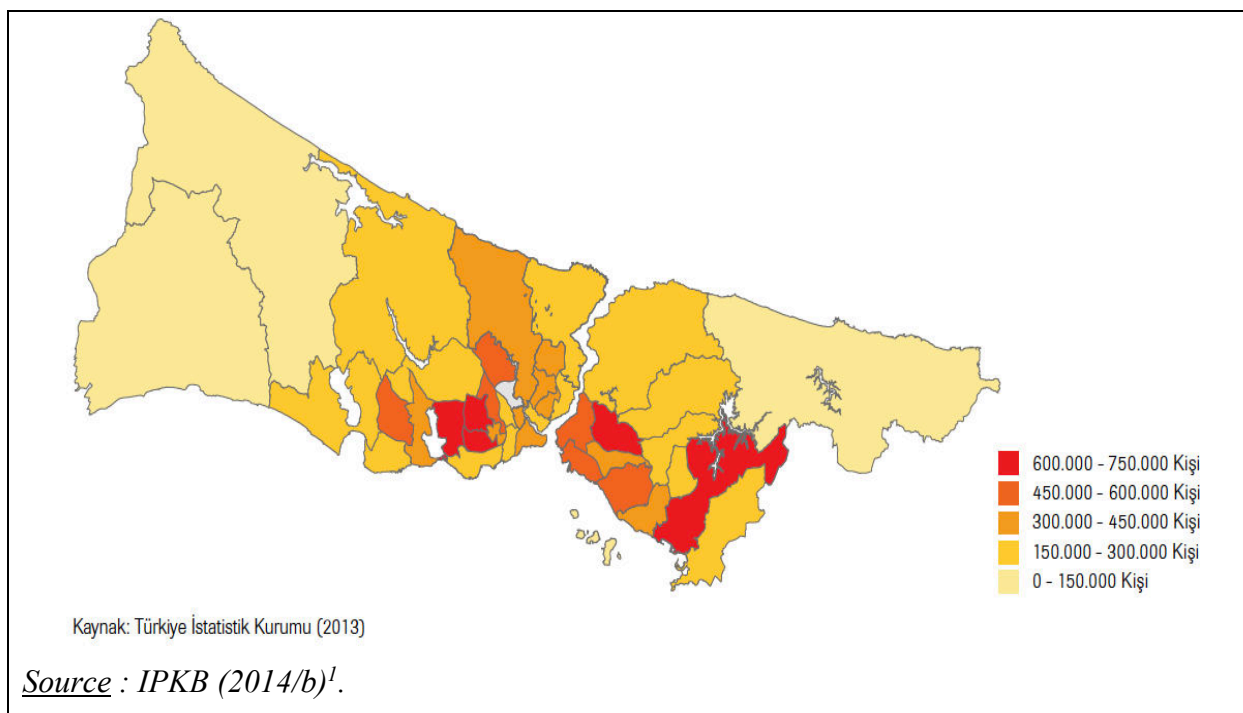 600.000 - 750.000 Kişi
450.000 - 600.000 Kişi
300.000 - 450.000 Kişi
150.000 - 300.000 Kişi
0 - 150.000 Kişi
Kaynak: Türkiye İstatistik Kurumu (2013)
Source : IPKB (2014/b)¹.